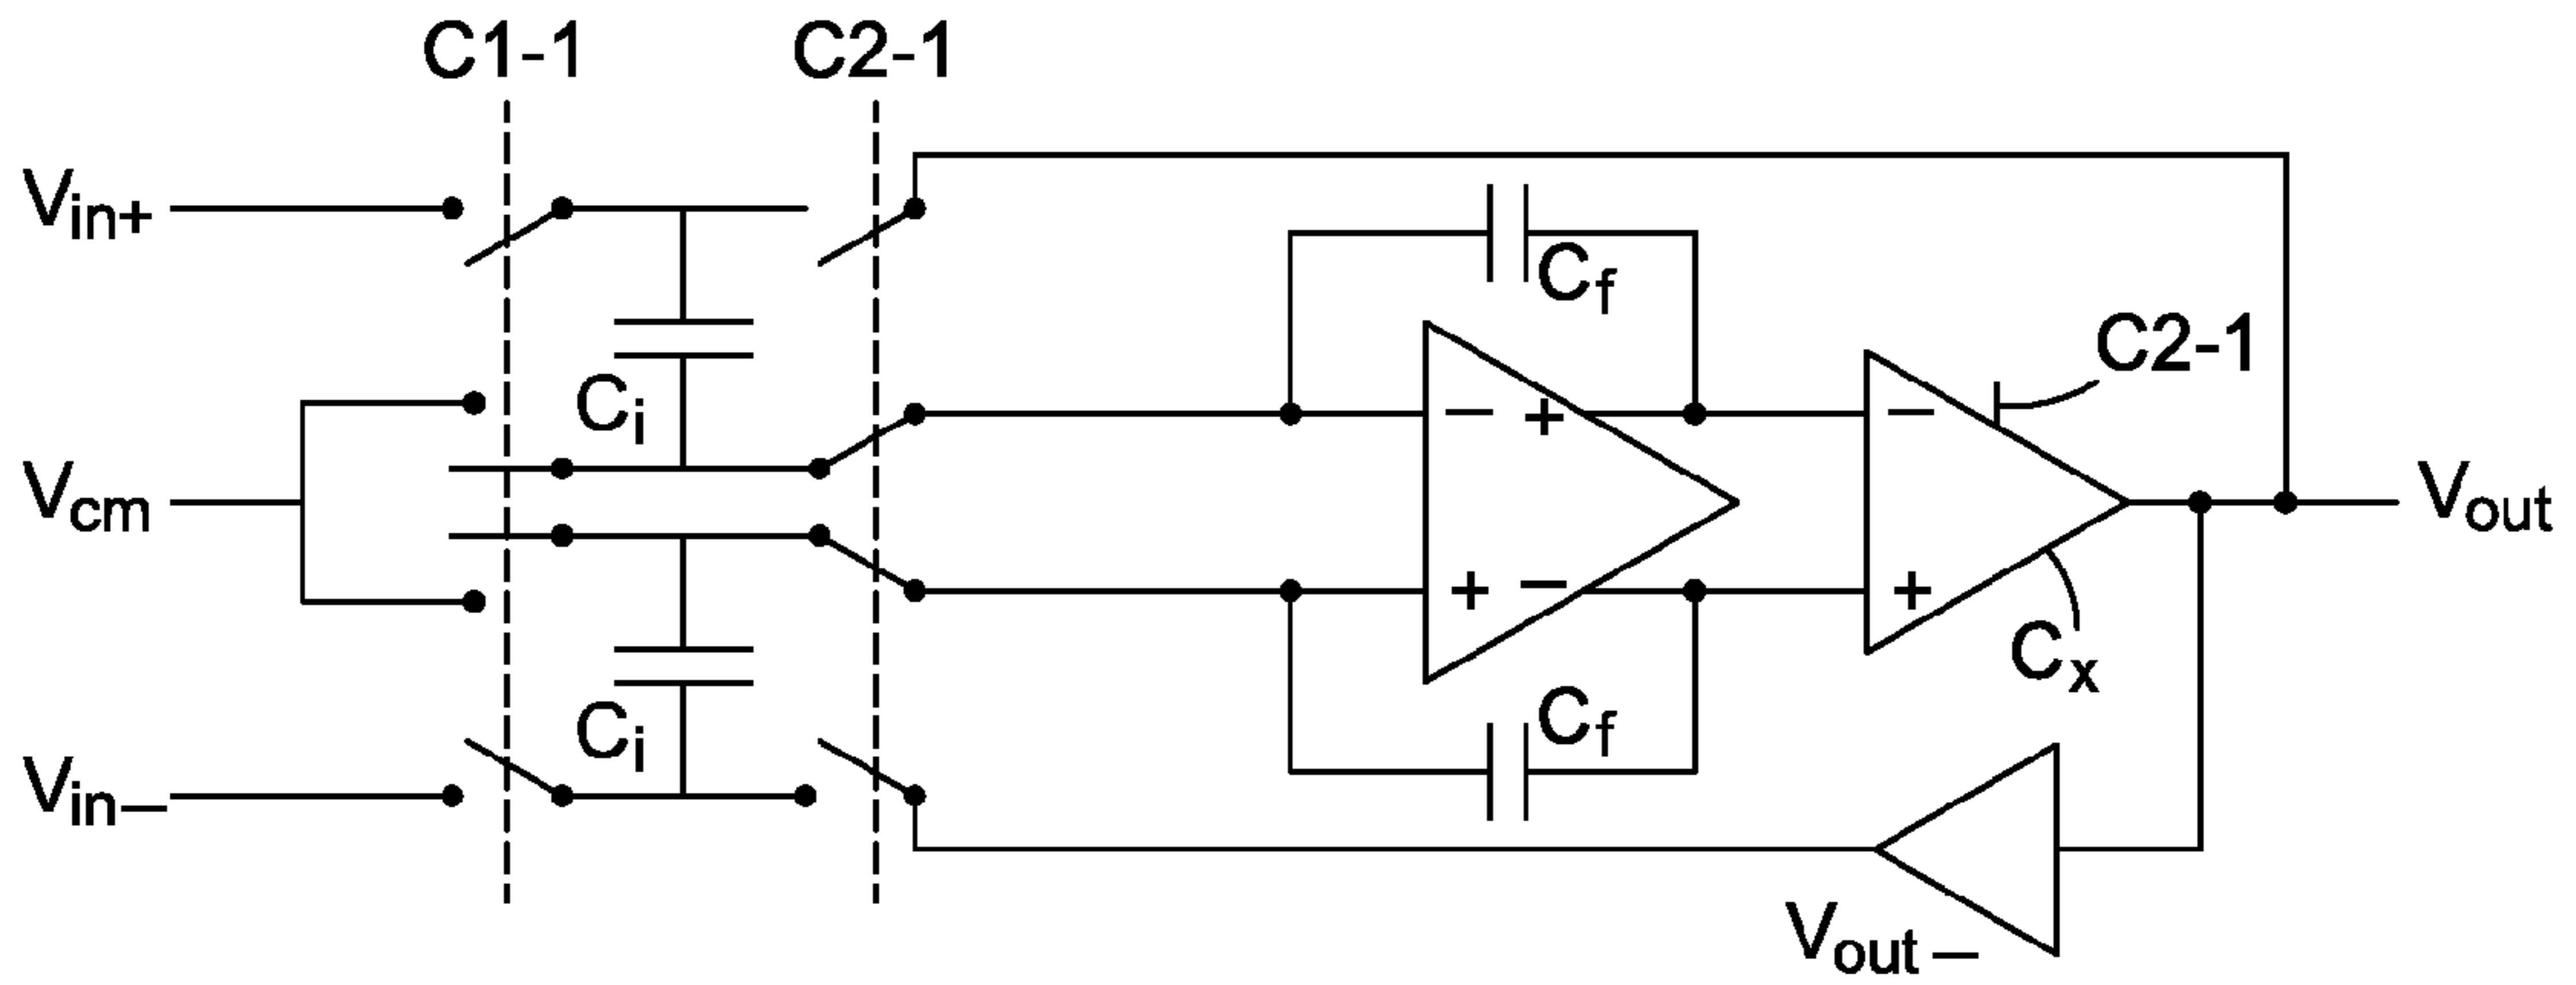 C1-1 C2-1
Vin+
Cf
C2-1
Ci
− + −
Vcm
Vout
+ − +
Cx
Ci
Cf
Vin−
Vout−